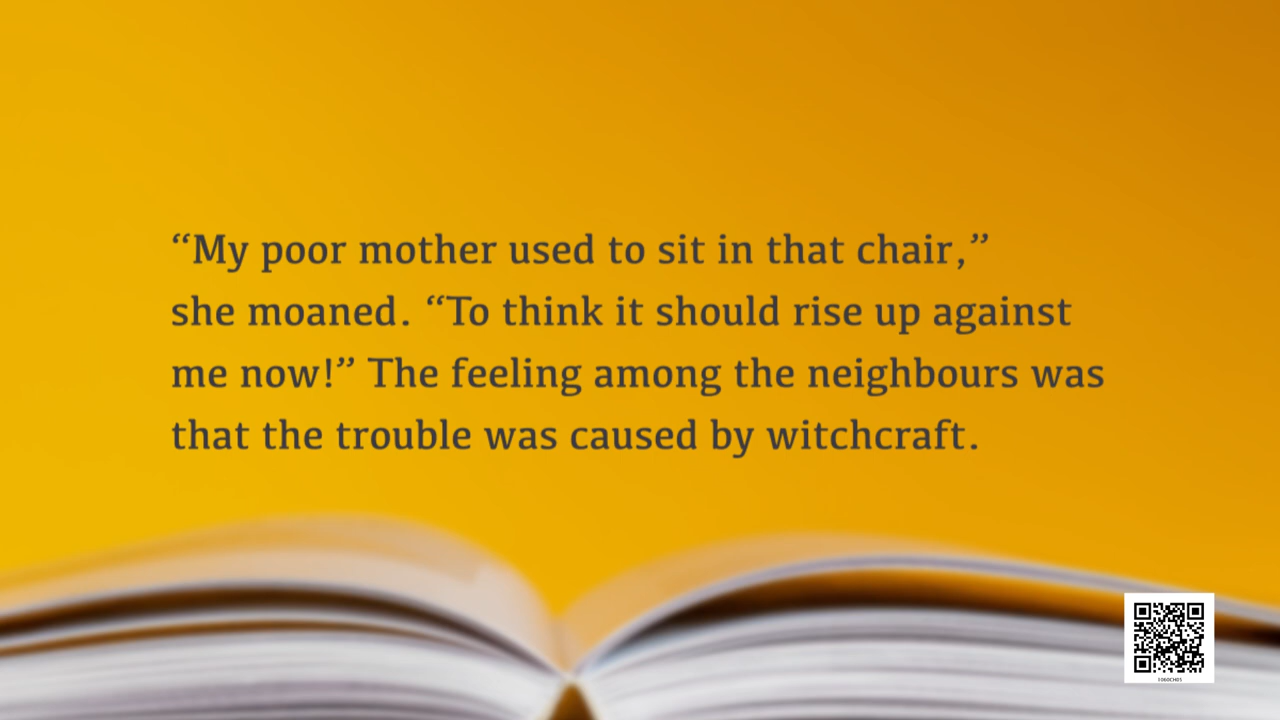 “My poor mother used to sit in that chair,”
she moaned. “To think it should rise up against
me now!” The feeling among the neighbours was
that the trouble was caused by witchcraft.